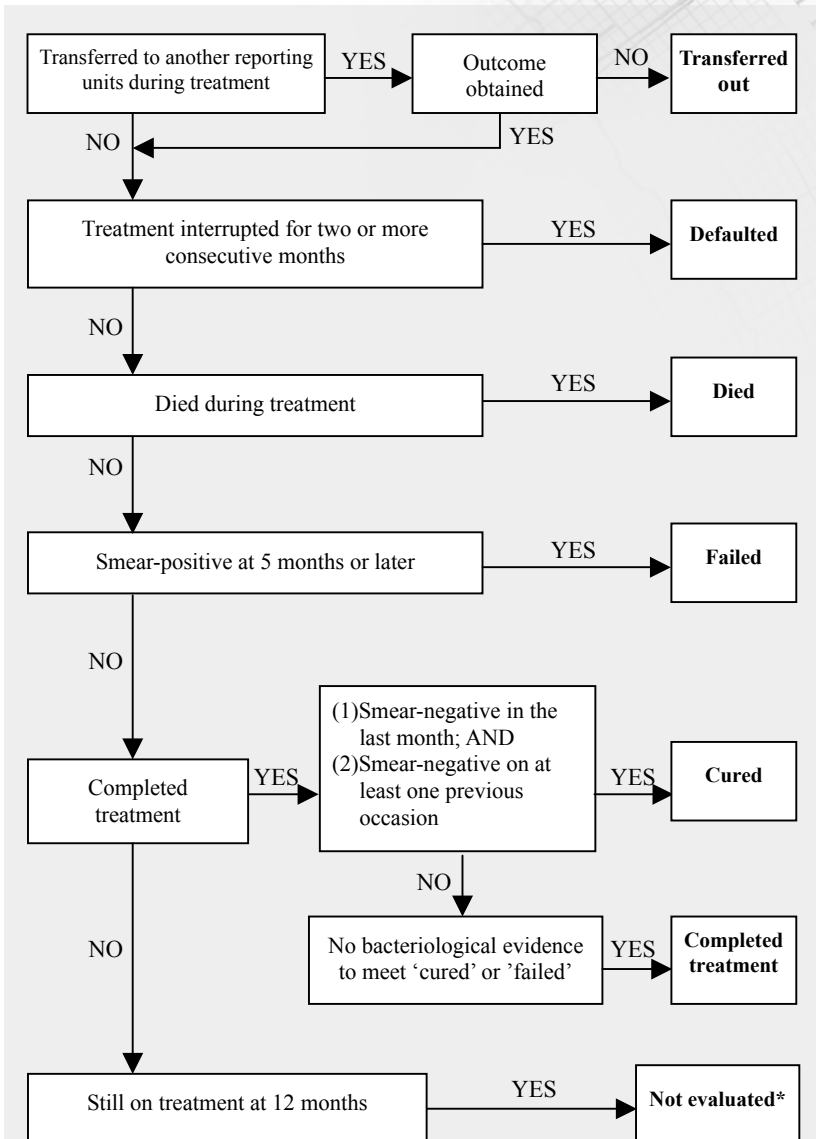 Transferred to another reporting
units during treatment
YES
Outcome
obtained
NO
Transferred
out
NO
YES
Treatment interrupted for two or more
consecutive months
YES
Defaulted
NO
Died during treatment
YES
Died
NO
Smear-positive at 5 months or later
YES
Failed
NO
Completed
treatment
YES
(1)Smear-negative in the
last month; AND
(2)Smear-negative on at
least one previous
occasion
YES
Cured
NO
No bacteriological evidence
to meet ‘cured’ or ’failed’
YES
Completed
treatment
NO
Still on treatment at 12 months
YES
Not evaluated*